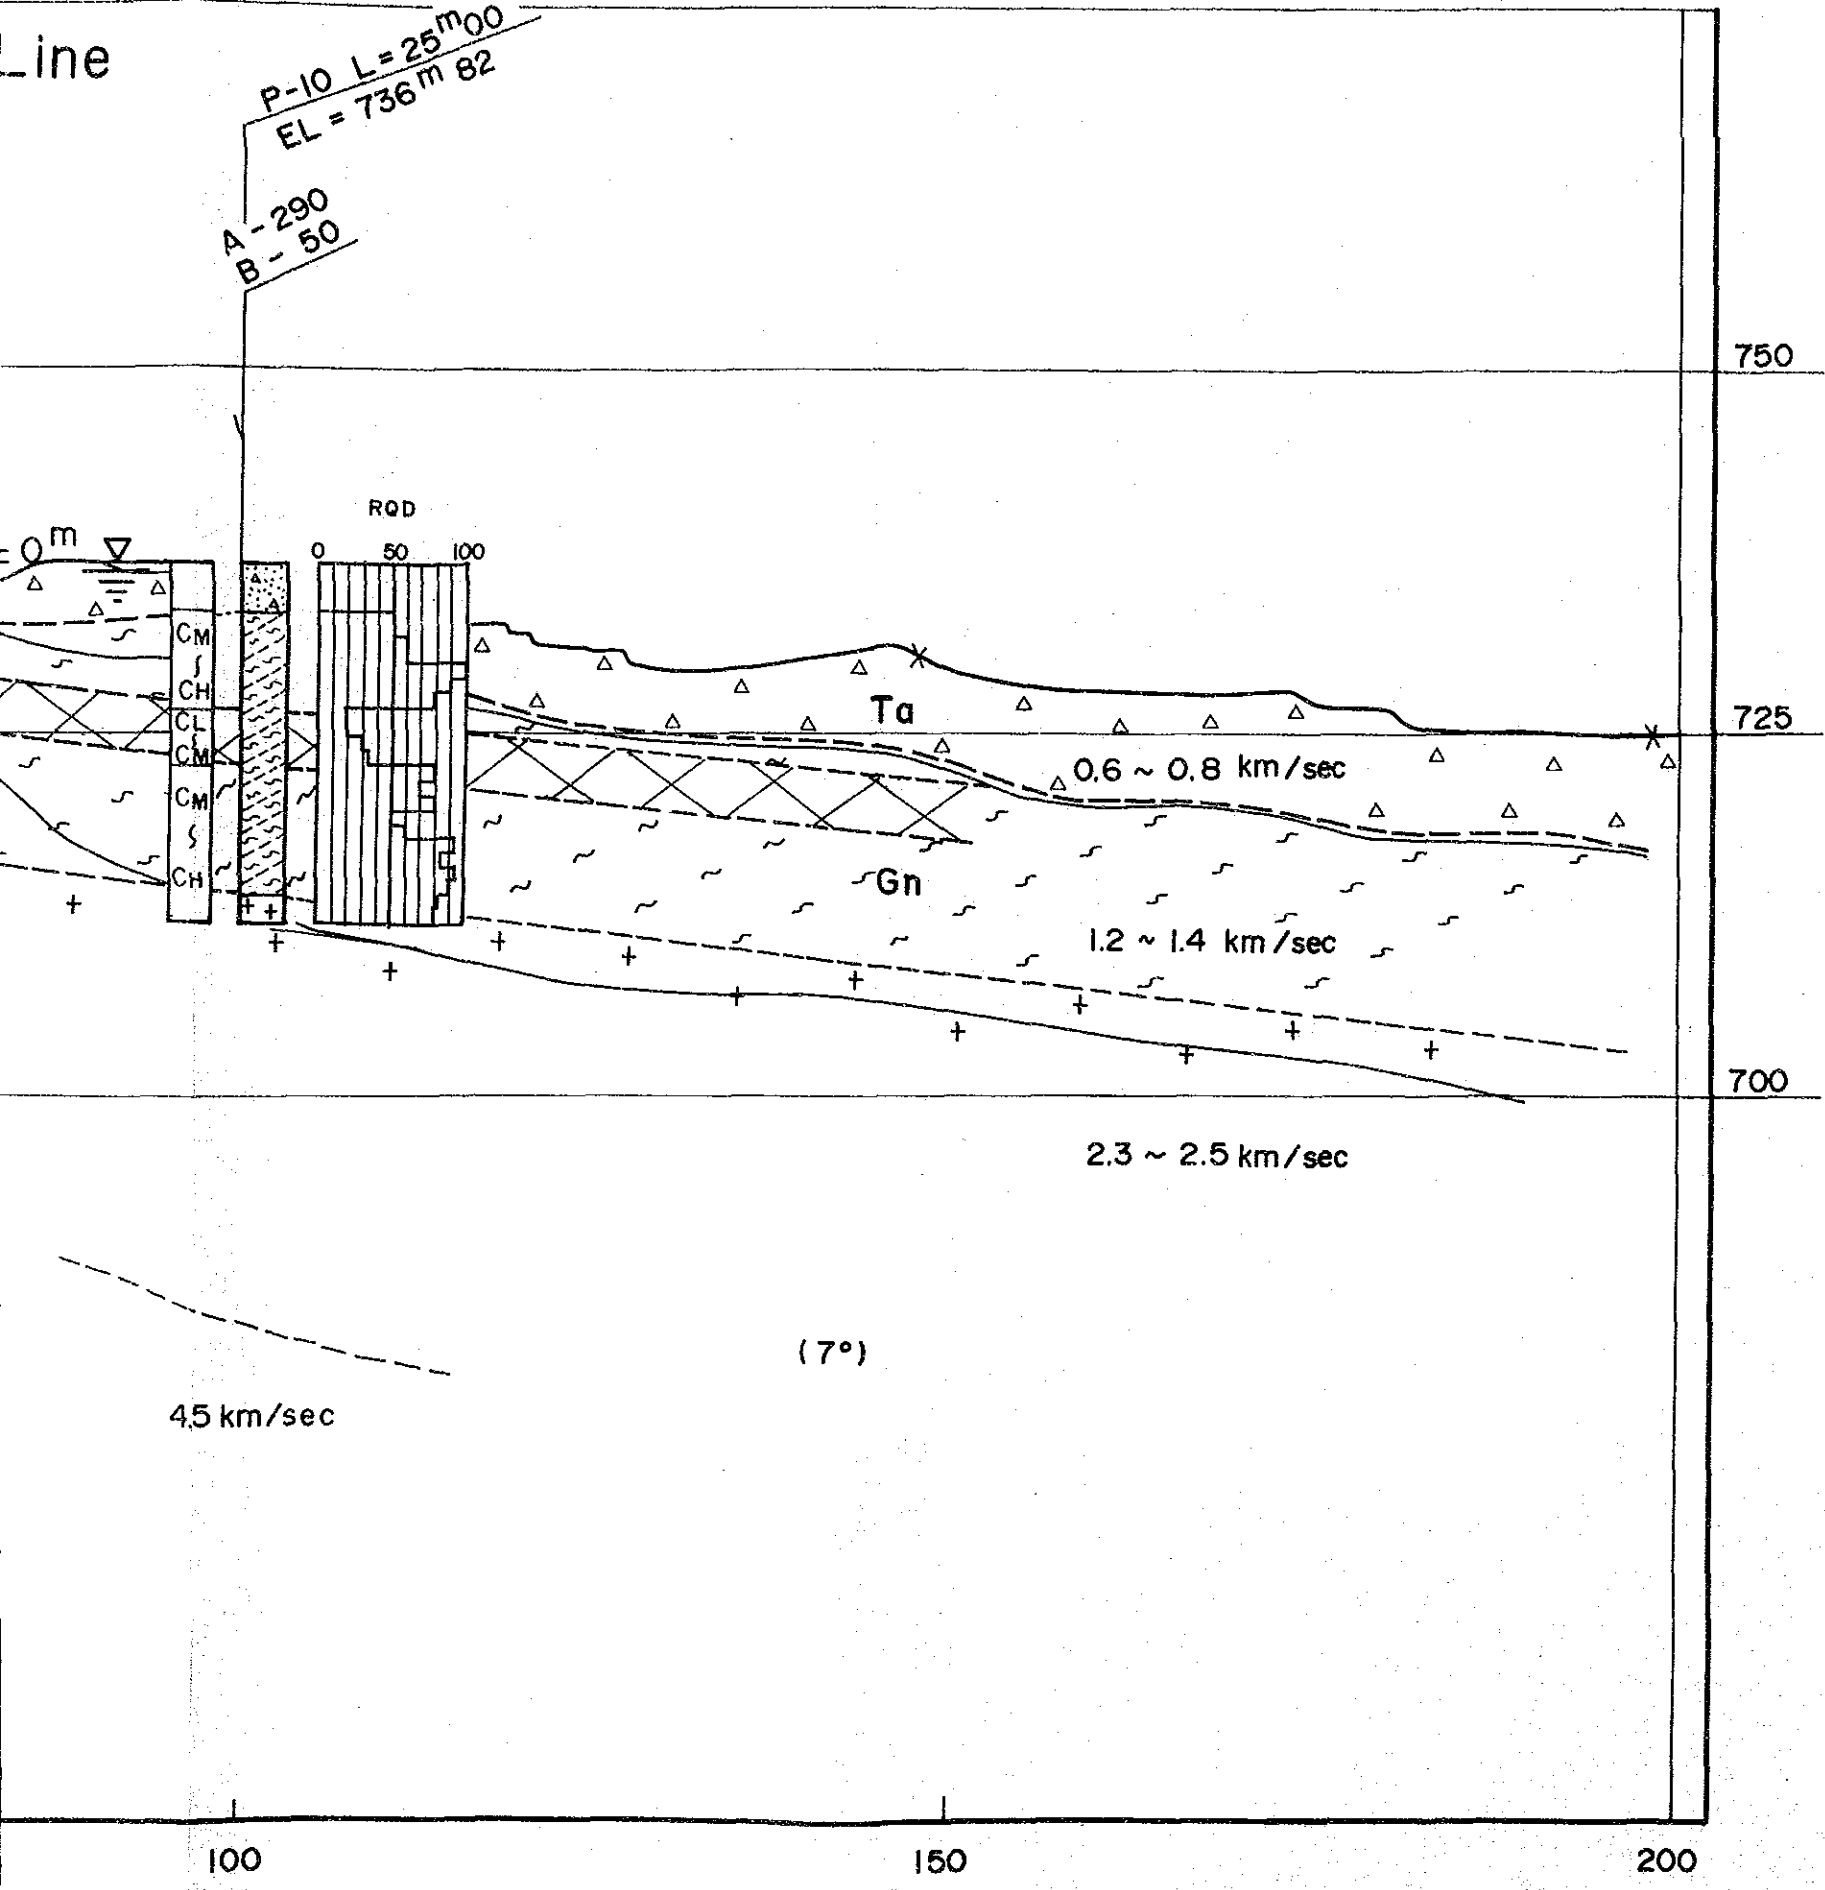 Line
P-10 L=25m00
EL = 736m 82
A - 290
B - 50
750
RQD
= 0m
0 50 100
CM
CH
CL
CM
CM
CH
Ta
725
0.6 ~ 0.8 km/sec
Gn
1.2 ~ 1.4 km/sec
700
2.3 ~ 2.5 km/sec
(7°)
4.5 km/sec
100 150 200